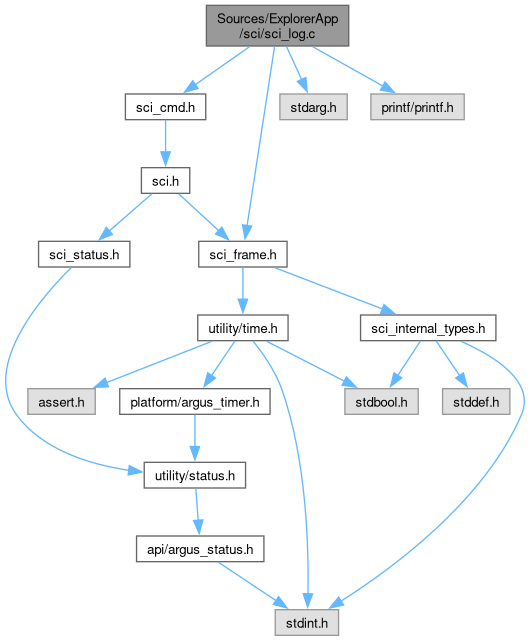 Sources/ExplorerApp
/sci/sci_log.c
sci_cmd.h
stdarg.h
printf/printf.h
sci.h
sci_status.h
sci_frame.h
utility/time.h
sci_internal_types.h
assert.h
platform/argus_timer.h
stdbool.h
stddef.h
utility/status.h
api/argus_status.h
stdint.h